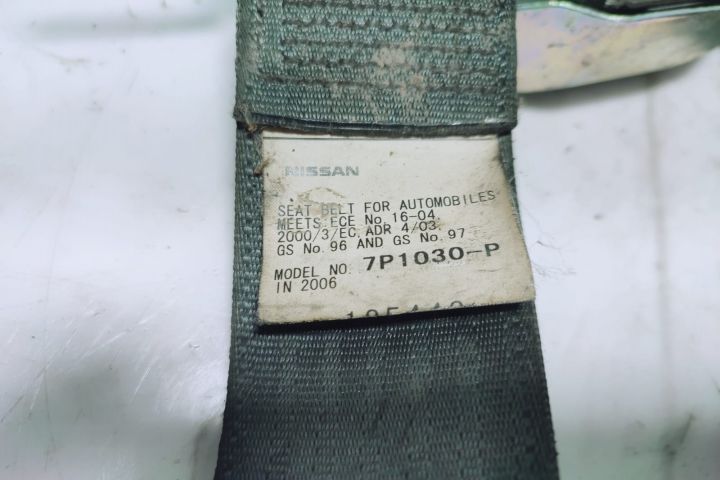 NISSAN
SEAT BELT FOR AUTOMOBILES
MEETS ECE No. 16-04.
2000/3/EC. ADR 4/03.
GS No. 96 AND GS No. 97
MODEL NO. 7P1030-P
IN 2006